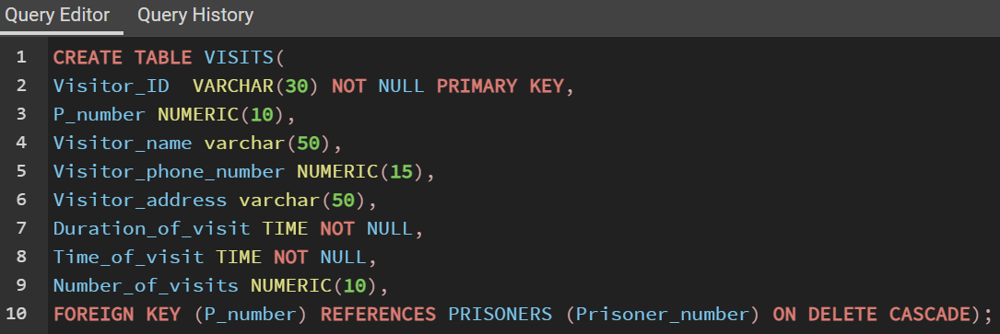 Query Editor Query History
1 CREATE TABLE VISITS(
2 Visitor_ID  VARCHAR(30) NOT NULL PRIMARY KEY,
3 P_number NUMERIC(10),
4 Visitor_name varchar(50),
5 Visitor_phone_number NUMERIC(15),
6 Visitor_address varchar(50),
7 Duration_of_visit TIME NOT NULL,
8 Time_of_visit TIME NOT NULL,
9 Number_of_visits NUMERIC(10),
10 FOREIGN KEY (P_number) REFERENCES PRISONERS (Prisoner_number) ON DELETE CASCADE);